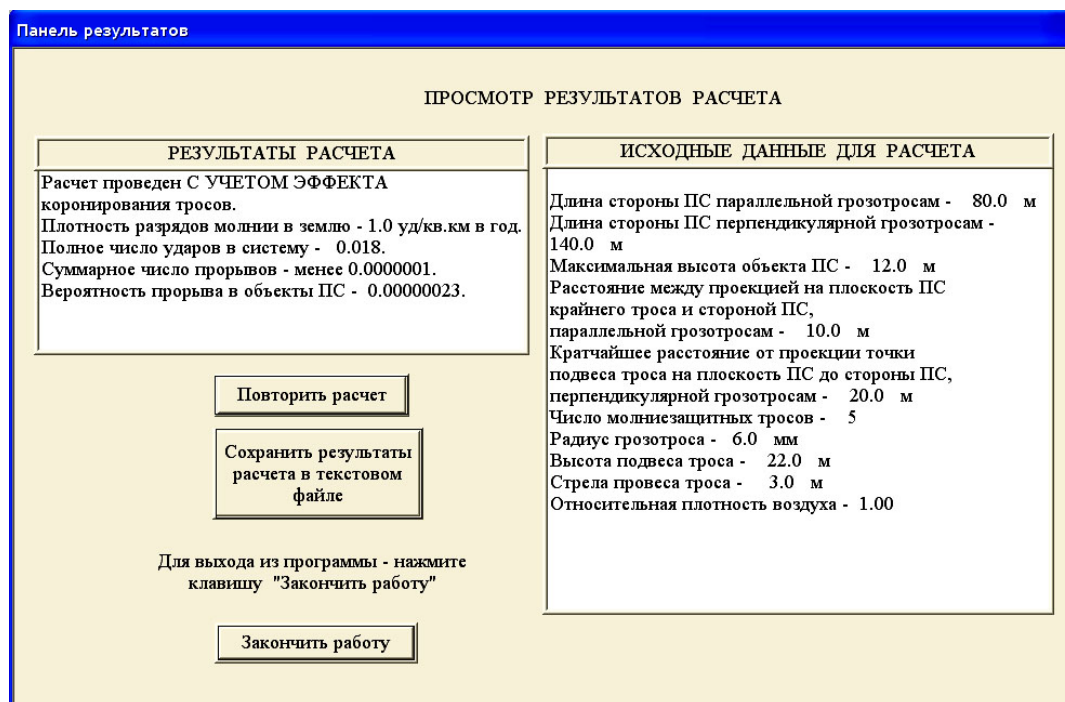 Панель результатов
ПРОСМОТР РЕЗУЛЬТАТОВ РАСЧЕТА
РЕЗУЛЬТАТЫ РАСЧЕТА
Расчет проведен С УЧЕТОМ ЭФФЕКТА
коронирования тросов.
Плотность разрядов молнии в землю - 1.0 уд/кв.км в год.
Полное число ударов в систему - 0.018.
Суммарное число прорывов - менее 0.0000001.
Вероятность прорыва в объекты ПС - 0.00000023.
Повторить расчет
Сохранить результаты
расчета в текстовом
файле
Для выхода из программы - нажмите
клавишу "Закончить работу"
Закончить работу
ИСХОДНЫЕ ДАННЫЕ ДЛЯ РАСЧЕТА
Длина стороны ПС параллельной грозотросам - 80.0 м
Длина стороны ПС перпендикулярной грозотросам -
140.0 м
Максимальная высота объекта ПС - 12.0 м
Расстояние между проекцией на плоскость ПС
крайнего троса и стороной ПС,
параллельной грозотросам - 10.0 м
Кратчайшее расстояние от проекции точки
подвеса троса на плоскость ПС до стороны ПС,
перпендикулярной грозотросам - 20.0 м
Число молниезащитных тросов - 5
Радиус грозотроса - 6.0 мм
Высота подвеса троса - 22.0 м
Стрела провеса троса - 3.0 м
Относительная плотность воздуха - 1.00